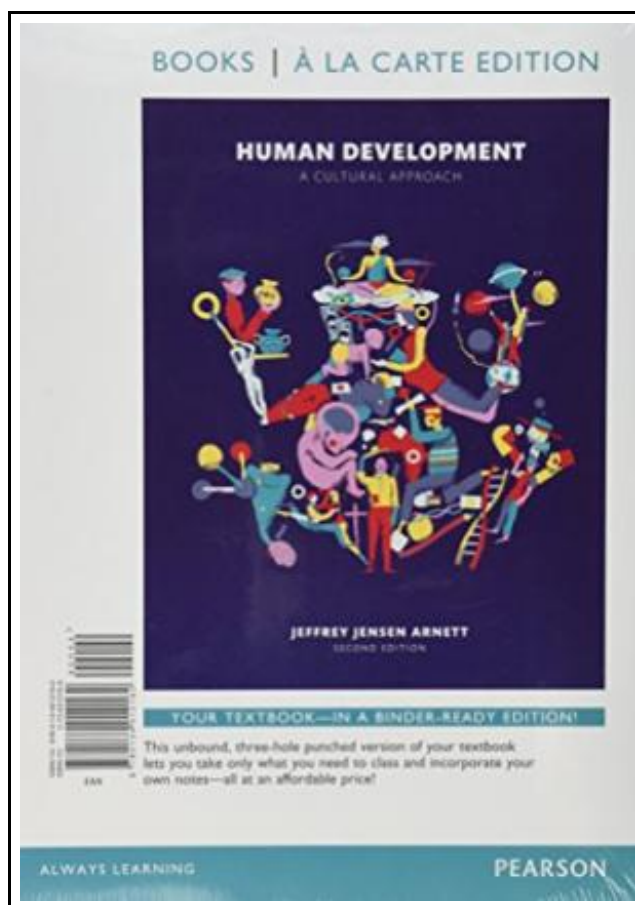 BOOKS | À LA CARTE EDITION
HUMAN DEVELOPMENT
A CULTURAL APPROACH
JEFFREY JENSEN ARNETT
SECOND EDITION
YOUR TEXTBOOK—IN A BINDER-READY EDITION!
This unbound, three-hole punched version of your textbook
lets you take only what you need to class and incorporate your
own notes—all at an affordable price!
EAN
ALWAYS LEARNING
PEARSON